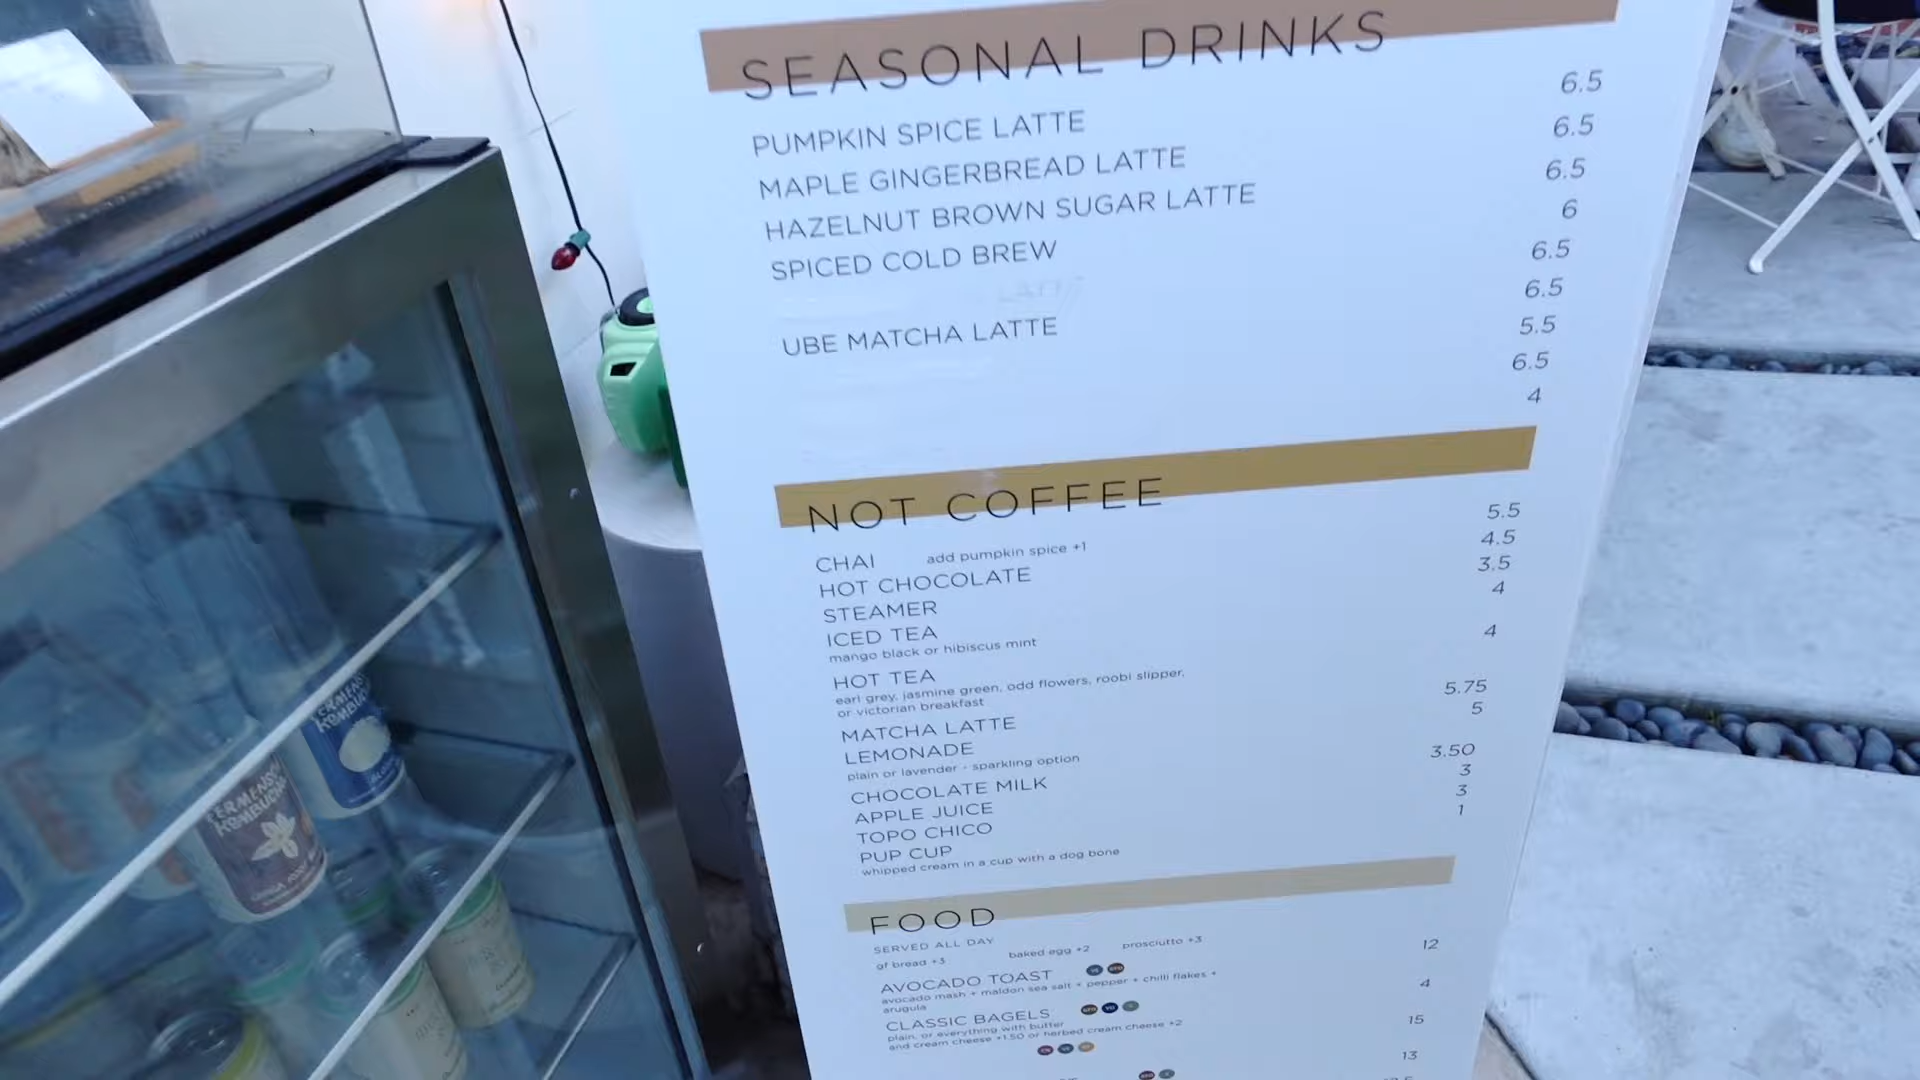 SEASONAL DRINKS
PUMPKIN SPICE LATTE 6.5
MAPLE GINGERBREAD LATTE 6.5
HAZELNUT BROWN SUGAR LATTE 6.5
SPICED COLD BREW 6
LATTE 6.5
UBE MATCHA LATTE 6.5
5.5
6.5
4
NOT COFFEE
CHAI add pumpkin spice +1 5.5
HOT CHOCOLATE 4.5
STEAMER 3.5
ICED TEA 4
mango black or hibiscus mint
HOT TEA 4
earl grey, jasmine green, odd flowers, roobi slipper,
or victorian breakfast
MATCHA LATTE 5.75
LEMONADE 5
plain or lavender - sparkling option
CHOCOLATE MILK 3.50
APPLE JUICE 3
TOPO CHICO 3
PUP CUP 1
whipped cream in a cup with a dog bone
FOOD
SERVED ALL DAY
gf bread +3 baked egg +2 prosciutto +3
AVOCADO TOAST 12
avocado mash + maldon sea salt + pepper + chilli flakes +
arugula
CLASSIC BAGELS 4
plain, or everything with butter
and cream cheese +1.50 or herbed cream cheese +2
15
13
KOMBUCHA
KOMBUCHA